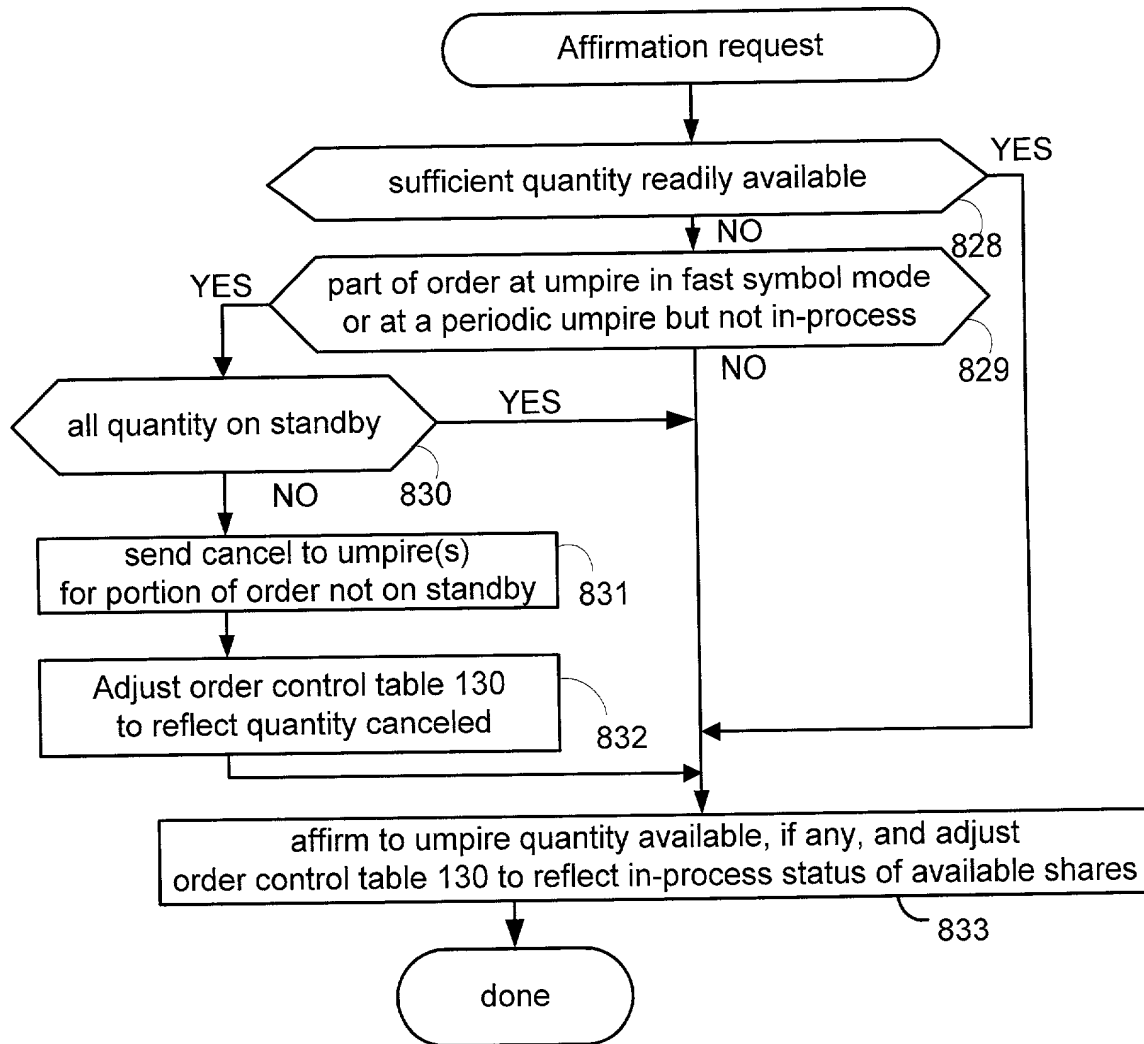 Affirmation request
sufficient quantity readily available
YES
828
NO
part of order at umpire in fast symbol mode
or at a periodic umpire but not in-process
YES
829
NO
all quantity on standby
YES
830
NO
send cancel to umpire(s)
for portion of order not on standby
831
Adjust order control table 130
to reflect quantity canceled
832
affirm to umpire quantity available, if any, and adjust
order control table 130 to reflect in-process status of available shares
833
done